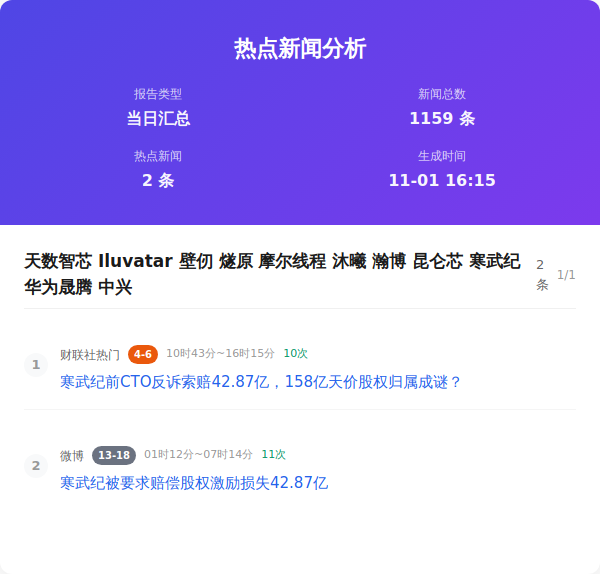 热点新闻分析
报告类型
新闻总数
当日汇总
1159 条
热点新闻
生成时间
2 条
11-01 16:15
天数智芯 Iluvatar 壁仞 燧原 摩尔线程 沐曦 瀚博 昆仑芯 寒武纪
华为晟腾 中兴
2
条
1/1
1
财联社热门 4-6 10时43分~16时15分 10次
寒武纪前CTO反诉索赔42.87亿，158亿天价股权归属成谜？
2
微博 13-18 01时12分~07时14分 11次
寒武纪被要求赔偿股权激励损失42.87亿